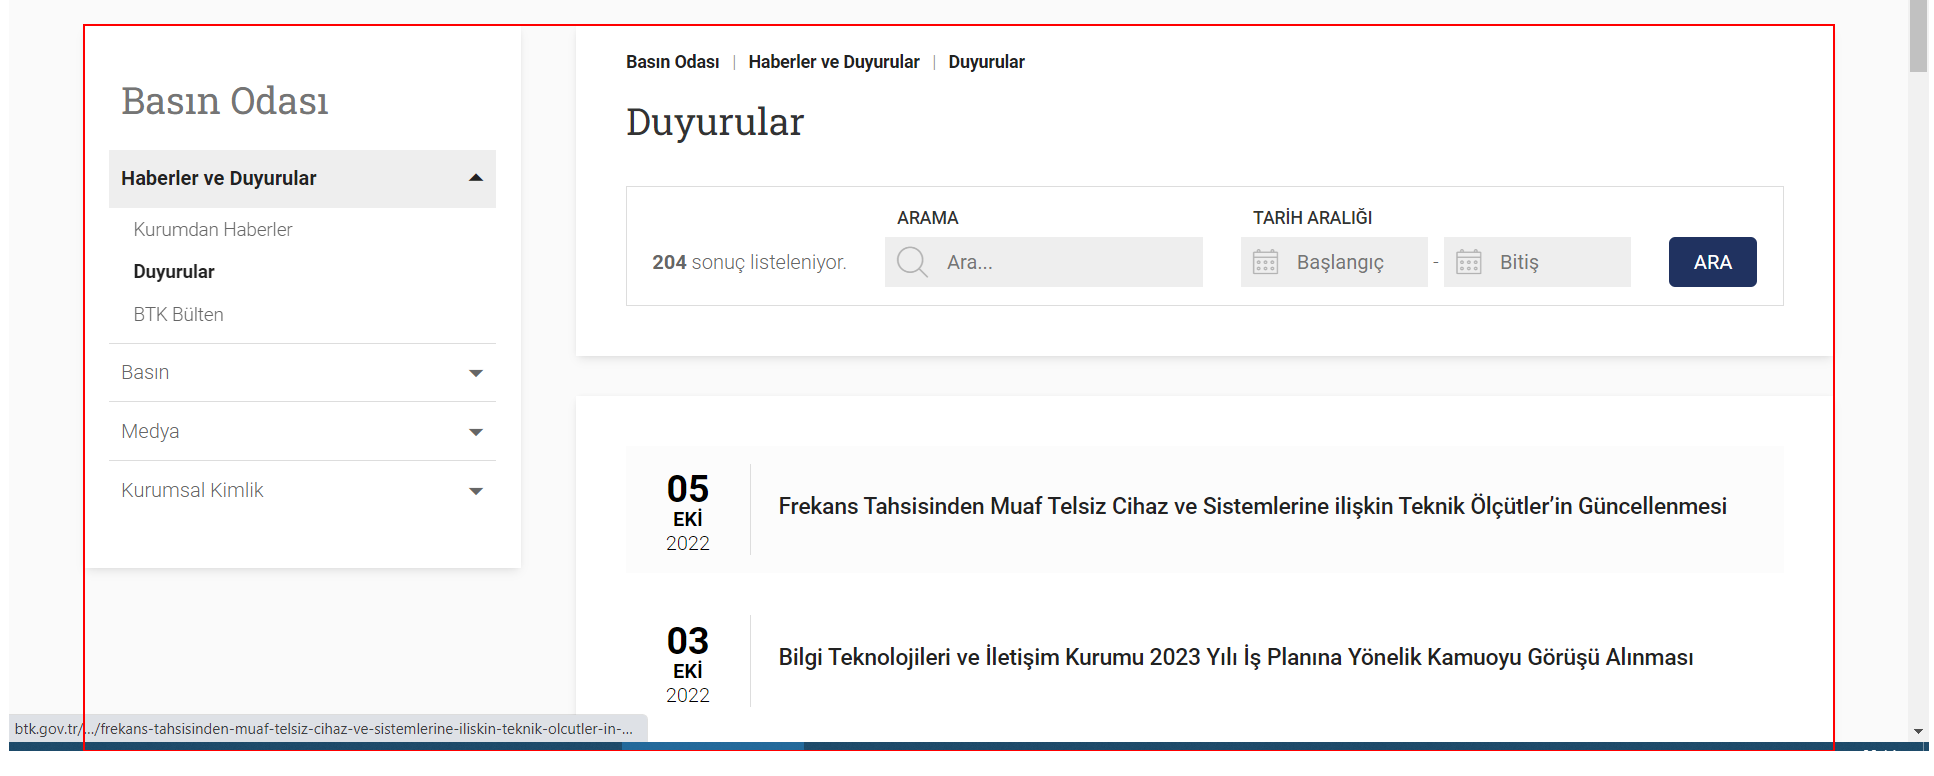 Basın Odası
Haberler ve Duyurular
Kurumdan Haberler
Duyurular
BTK Bülten
Basın
Medya
Kurumsal Kimlik
Basın Odası | Haberler ve Duyurular | Duyurular
Duyurular
204 sonuç listeleniyor.
ARAMA
Ara...
TARİH ARALIĞI
Başlangıç - Bitiş
ARA
05
EKİ
2022
Frekans Tahsisinden Muaf Telsiz Cihaz ve Sistemlerine ilişkin Teknik Ölçütler’in Güncellenmesi
03
EKİ
2022
Bilgi Teknolojileri ve İletişim Kurumu 2023 Yılı İş Planına Yönelik Kamuoyu Görüşü Alınması
btk.gov.tr/.../frekans-tahsisinden-muaf-telsiz-cihaz-ve-sistemlerine-iliskin-teknik-olcutler-in-...